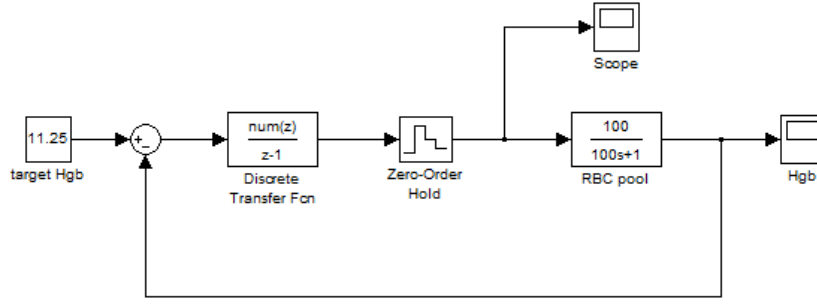 Scope
11.25
target Hgb
+
−
num(z)
z-1
Discrete
Transfer Fcn
Zero-Order
Hold
100
100s+1
RBC pool
Hgb